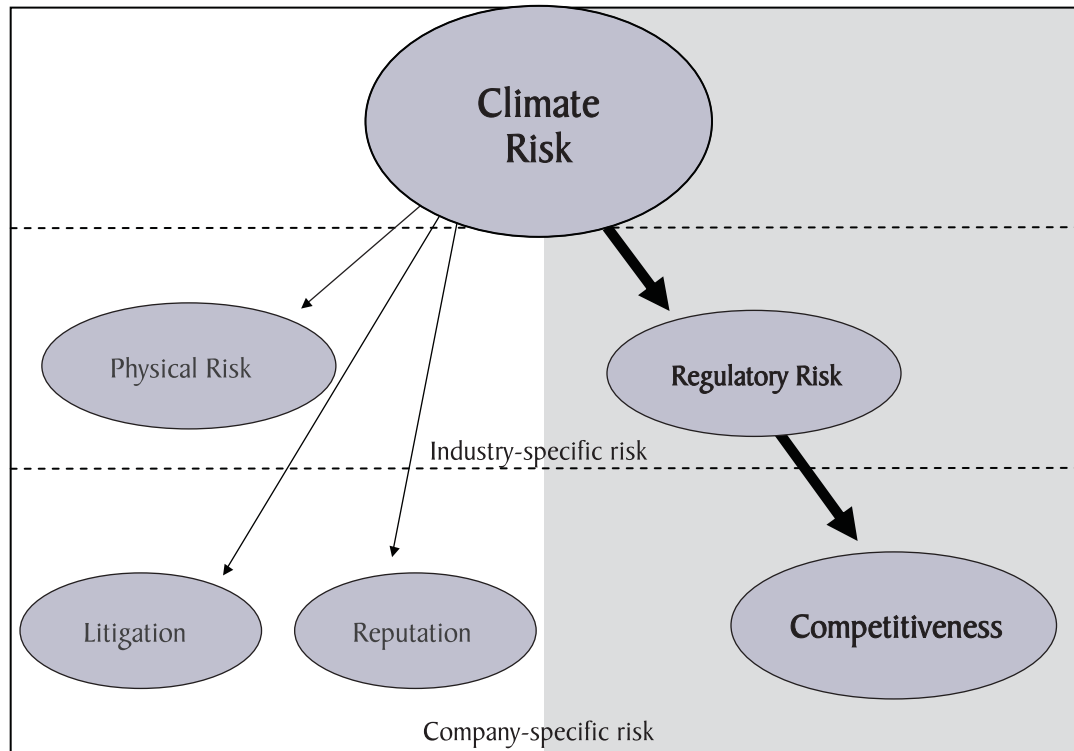 Climate
Risk
Physical Risk
Regulatory Risk
Industry-specific risk
Litigation
Reputation
Competitiveness
Company-specific risk